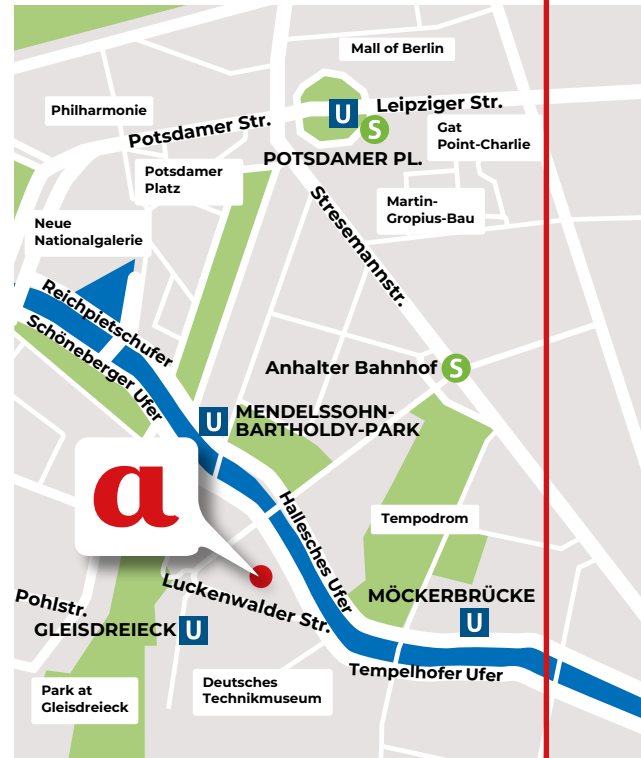 Mall of Berlin
Philharmonie
Potsdamer Str.
U
Leipziger Str.
S
POTSDAMER PL.
Gat
Point-Charlie
Potsdamer
Platz
Martin-
Gropius-Bau
Neue
Nationalgalerie
Stresemannstr.
Reichpietschufer
Schöneberger Ufer
Anhalter Bahnhof
S
U
MENDELSSOHN-
BARTHOLDY-PARK
a
Hallesches Ufer
Tempodrom
Luckenwalder Str.
Pohlstr.
MÖCKERBRÜCKE
U
GLEISDREIECK
U
Tempelhofer Ufer
Deutsches
Technikmuseum
Park at
Gleisdreieck